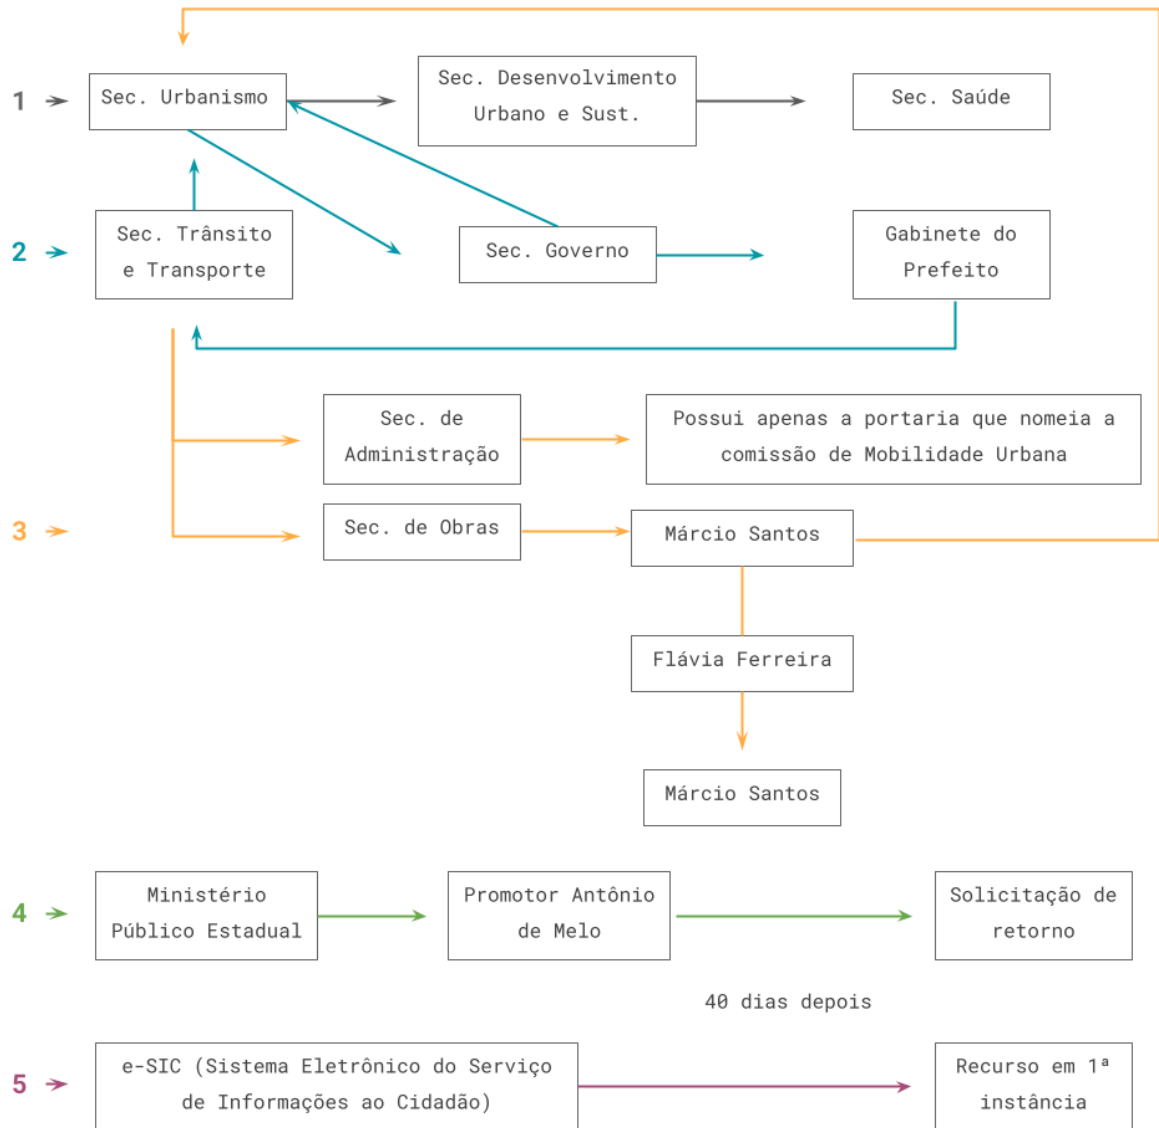 1
Sec. Urbanismo
Sec. Desenvolvimento
Urbano e Sust.
Sec. Saúde
2
Sec. Trânsito
e Transporte
Sec. Governo
Gabinete do
Prefeito
Sec. de
Administração
Possui apenas a portaria que nomeia a
comissão de Mobilidade Urbana
3
Sec. de Obras
Márcio Santos
Flávia Ferreira
Márcio Santos
4
Ministério
Público Estadual
Promotor Antônio
de Melo
Solicitação de
retorno
40 dias depois
5
e-SIC (Sistema Eletrônico do Serviço
de Informações ao Cidadão)
Recurso em 1ª
instância